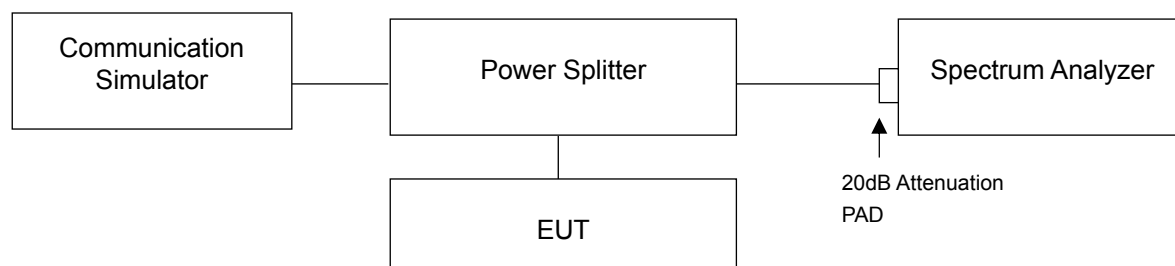 Communication
Simulator
Power Splitter
Spectrum Analyzer
20dB Attenuation
PAD
EUT